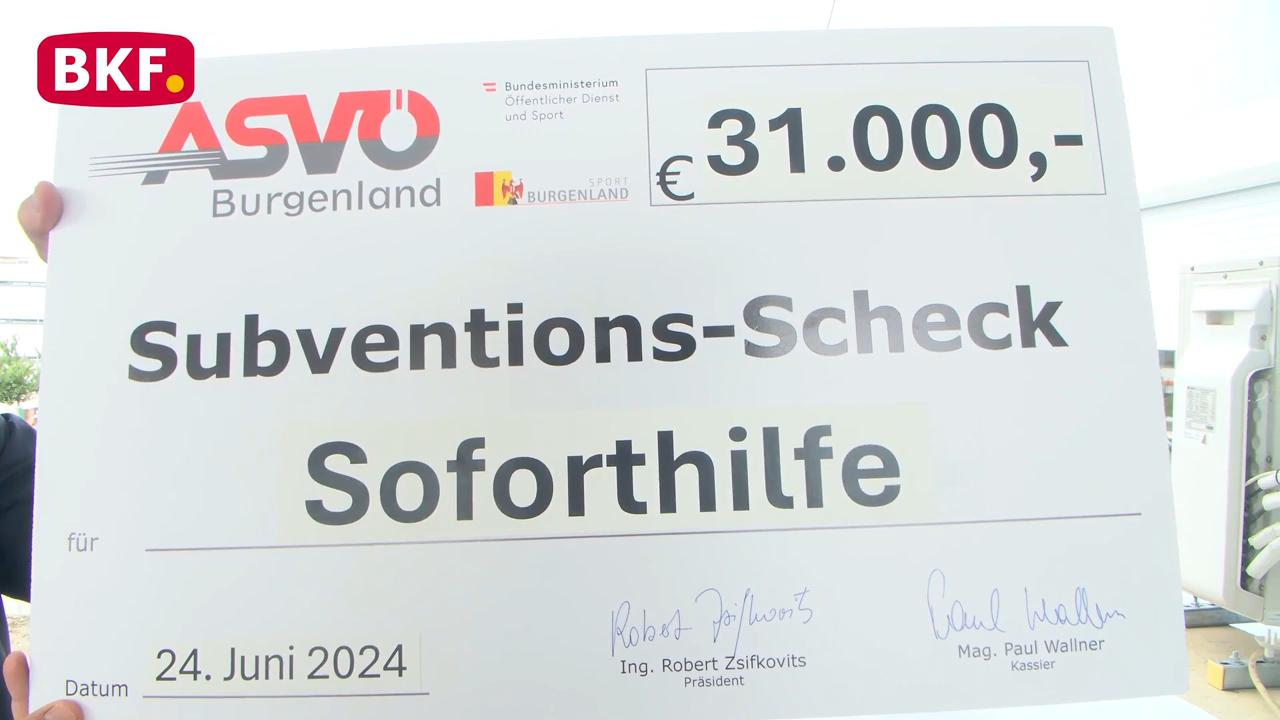 BKF.
ASVÖ
Burgenland
Bundesministerium
Öffentlicher Dienst
und Sport
SPORT
BURGENLAND
€ 31.000,-
Subventions-Scheck
Soforthilfe
für
24. Juni 2024
Datum
Robert Zsifkovits
Paul Wallner
Ing. Robert Zsifkovits
Präsident
Mag. Paul Wallner
Kassier